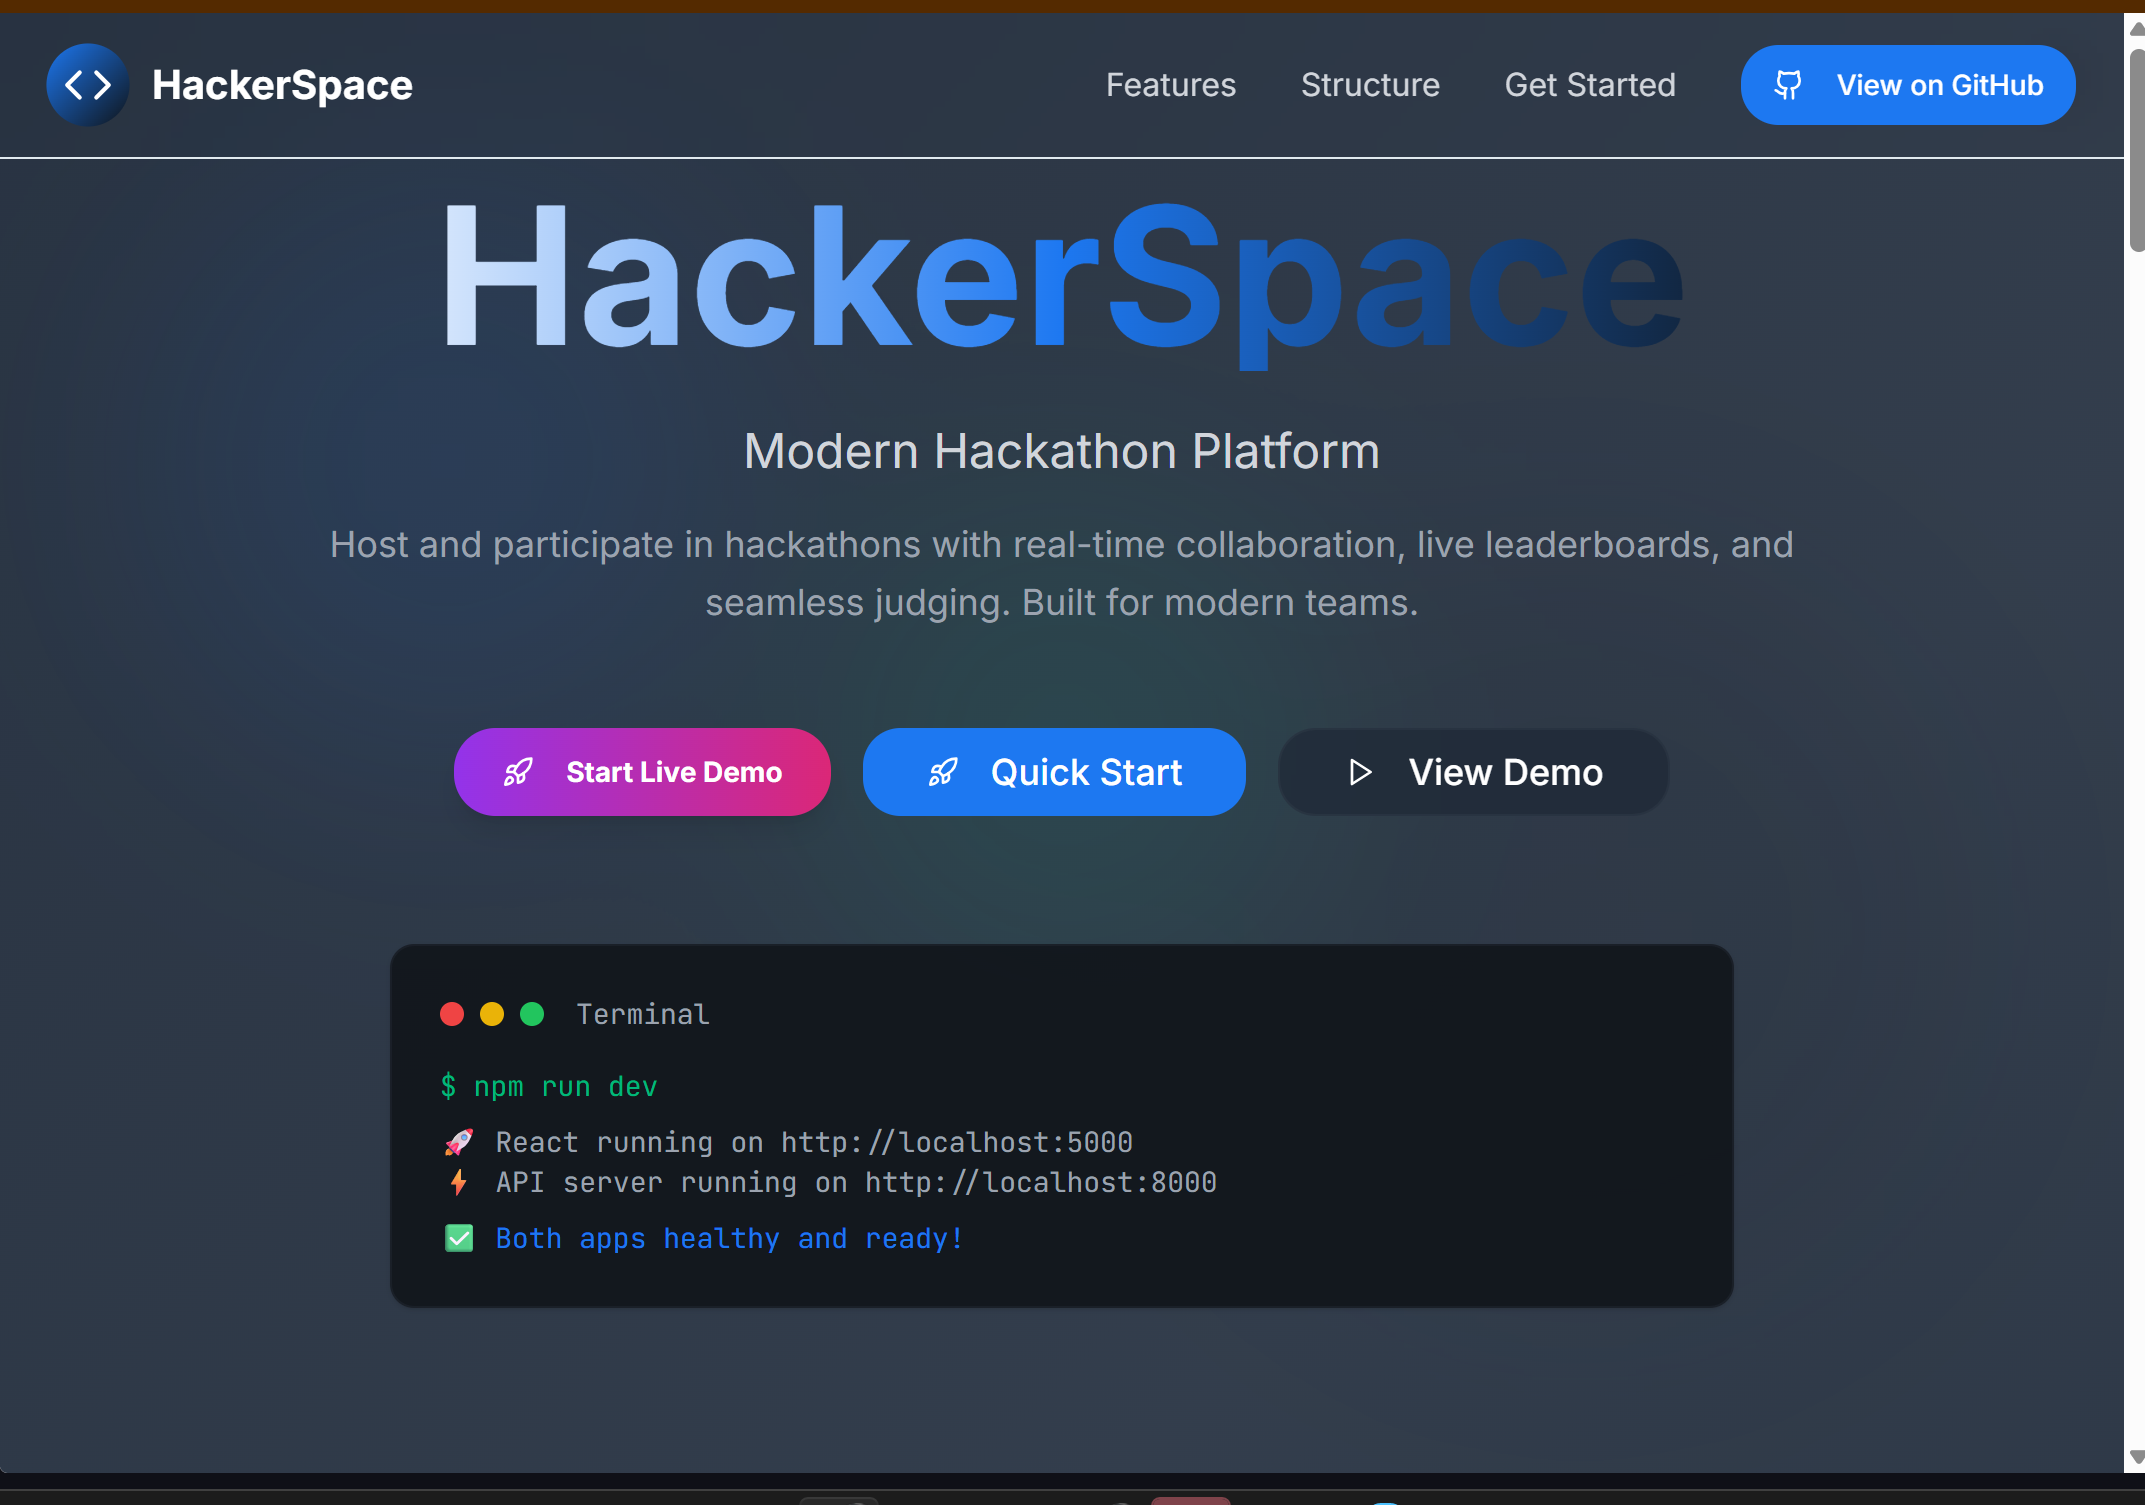 HackerSpace
Features
Structure
Get Started
View on GitHub
HackerSpace
Modern Hackathon Platform
Host and participate in hackathons with real-time collaboration, live leaderboards, and
seamless judging. Built for modern teams.
Start Live Demo
Quick Start
View Demo
Terminal
$ npm run dev
🚀 React running on http://localhost:5000
⚡ API server running on http://localhost:8000
✅ Both apps healthy and ready!